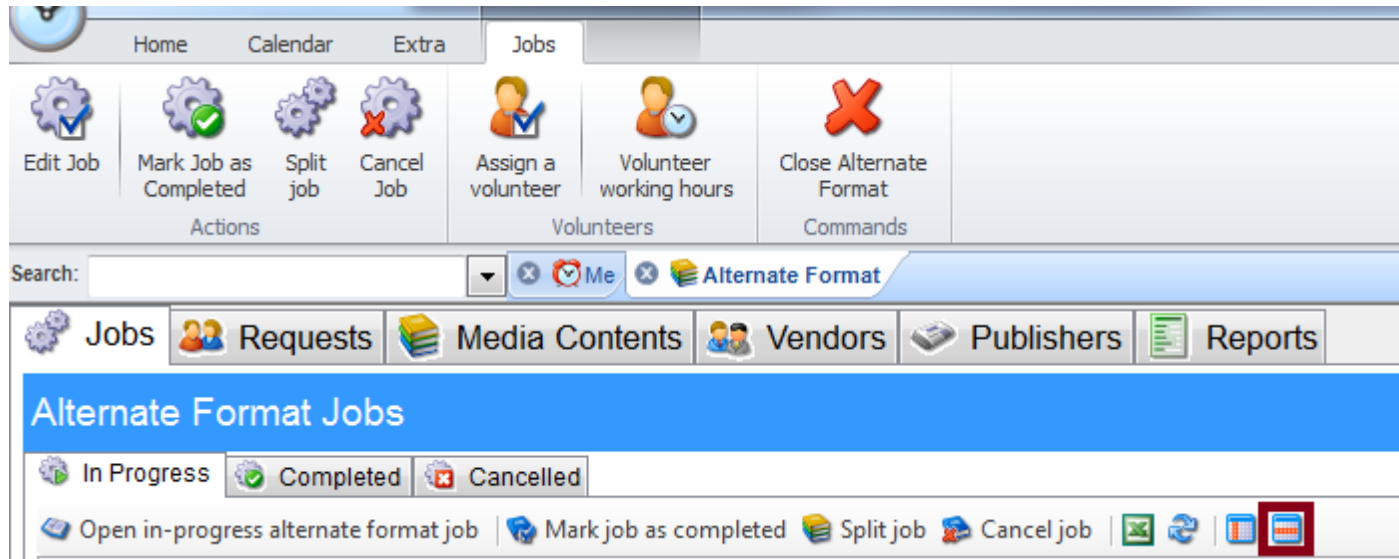 Home Calendar Extra Jobs
Edit Job Mark Job as Completed Split job Cancel Job Assign a volunteer Volunteer working hours Close Alternate Format
Actions Volunteers Commands
Search: Me Alternate Format
Jobs Requests Media Contents Vendors Publishers Reports
Alternate Format Jobs
In Progress Completed Cancelled
Open in-progress alternate format job Mark job as completed Split job Cancel job